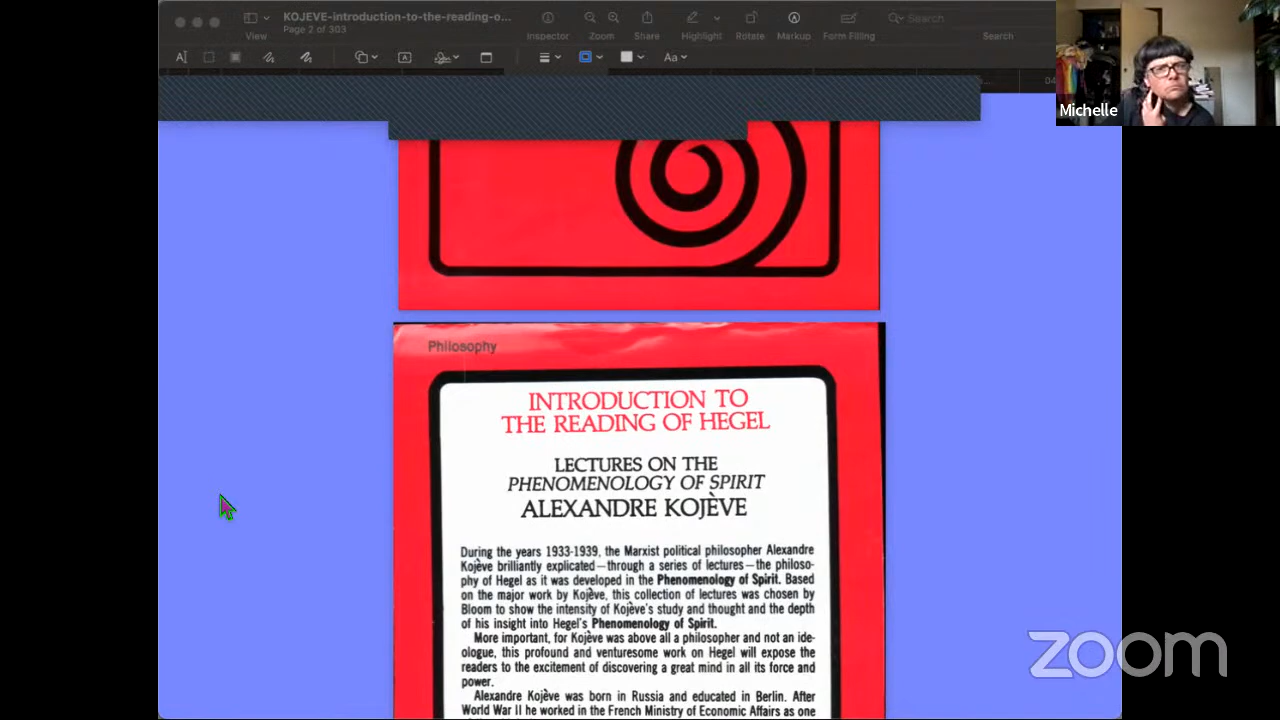 KOJEVE-introduction-to-the-reading-o...
Page 2 of 303
View
Inspector
Zoom
Share
Highlight
Rotate
Markup
Form Filling
Search
Search
Aa
04
Michelle
Philosophy
INTRODUCTION TO
THE READING OF HEGEL
LECTURES ON THE
PHENOMENOLOGY OF SPIRIT
ALEXANDRE KOJÈVE
During the years 1933-1939, the Marxist political philosopher Alexandre
Kojève brilliantly explicated—through a series of lectures—the philoso-
phy of Hegel as it was developed in the Phenomenology of Spirit. Based
on the major work by Kojève, this collection of lectures was chosen by
Bloom to show the intensity of Kojève's study and thought and the depth
of his insight into Hegel's Phenomenology of Spirit.
More important, for Kojève was above all a philosopher and not an ide-
ologue, this profound and venturesome work on Hegel will expose the
readers to the excitement of discovering a great mind in all its force and
power.
Alexandre Kojève was born in Russia and educated in Berlin. After
World War II he worked in the French Ministry of Economic Affairs as one
zoom